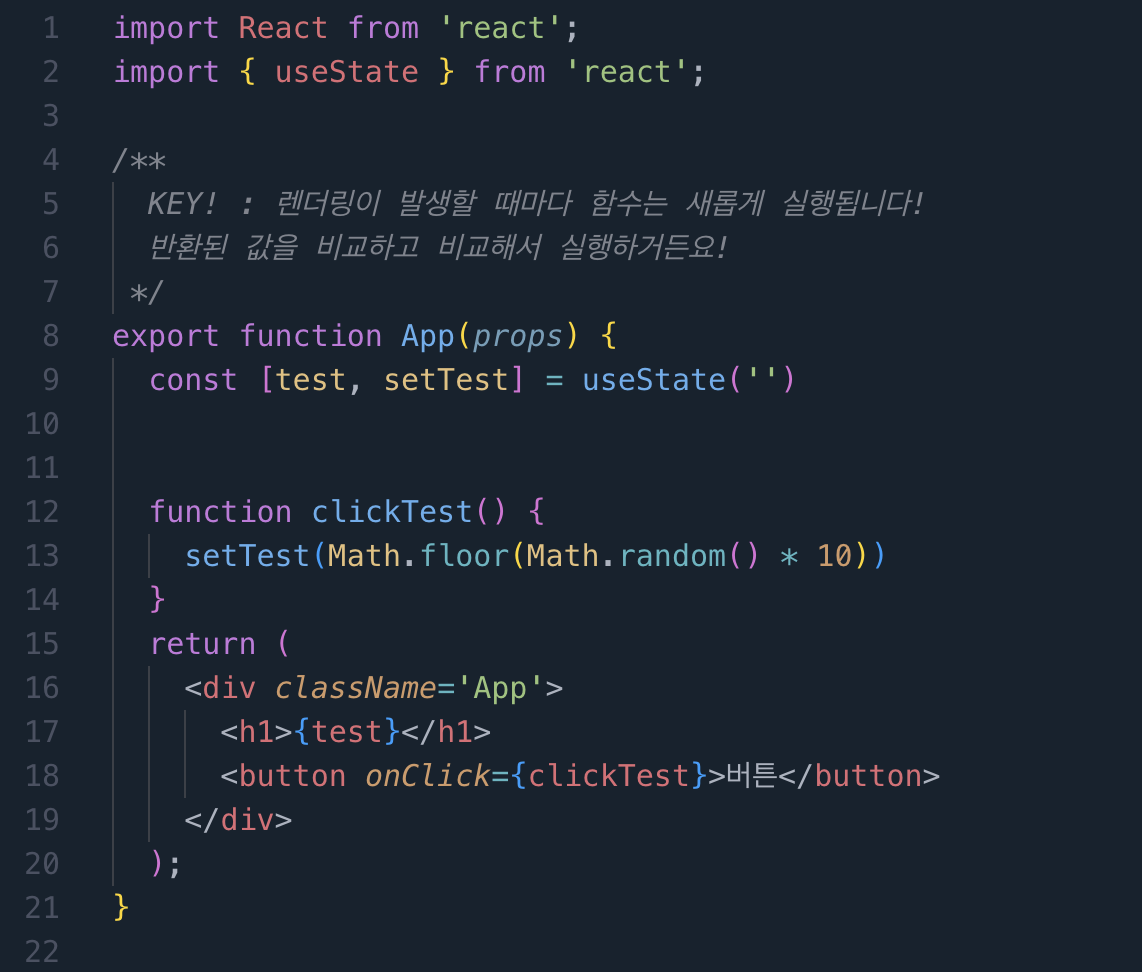 1 import React from 'react';
2 import { useState } from 'react';
3
4 /**
5   KEY! : 렌더링이 발생할 때마다 함수는 새롭게 실행됩니다!
6   반환된 값을 비교하고 비교해서 실행하거든요!
7  */
8 export function App(props) {
9   const [test, setTest] = useState('')
10
11
12   function clickTest() {
13     setTest(Math.floor(Math.random() * 10))
14   }
15   return (
16     <div className='App'>
17       <h1>{test}</h1>
18       <button onClick={clickTest}>버튼</button>
19     </div>
20   );
21 }
22